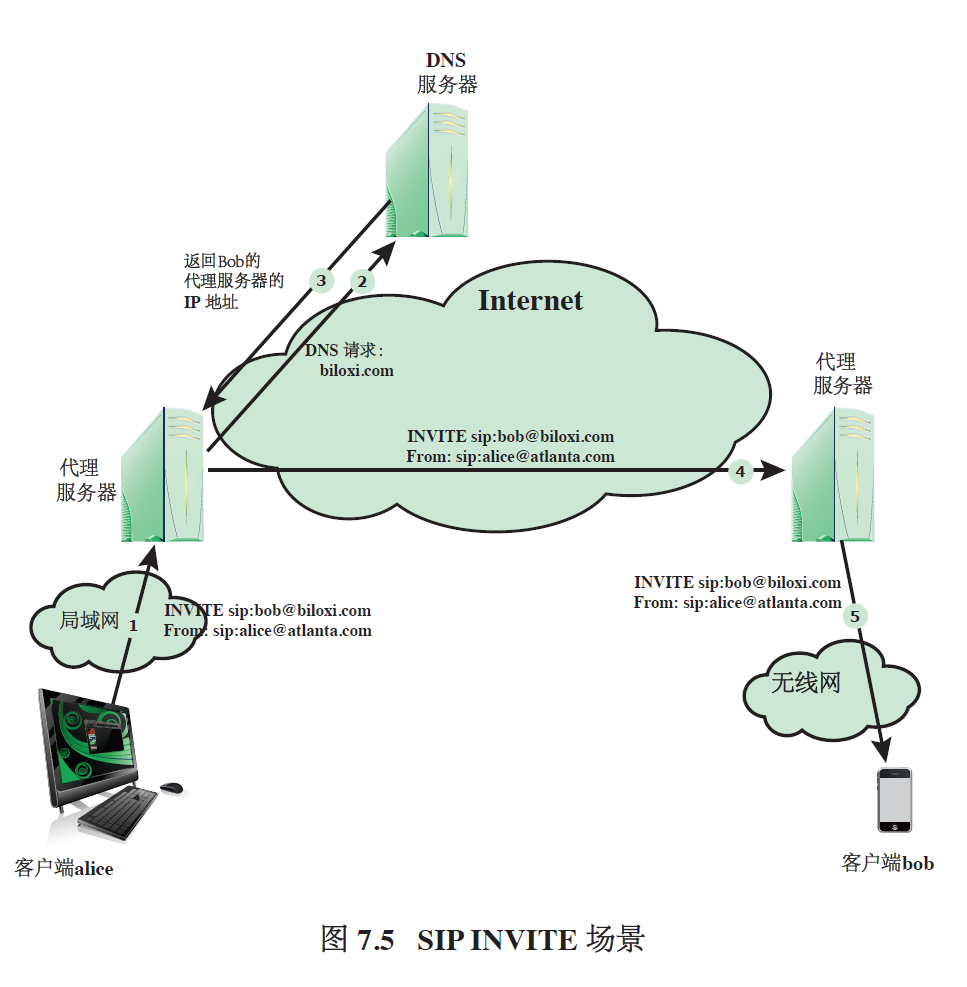 DNS
服务器
返回Bob的
代理服务器的
IP 地址
3
2
Internet
DNS 请求：
biloxi.com
代理
服务器
INVITE sip:bob@biloxi.com
From: sip:alice@atlanta.com
4
代理
服务器
INVITE sip:bob@biloxi.com
From: sip:alice@atlanta.com
5
局域网
1
INVITE sip:bob@biloxi.com
From: sip:alice@atlanta.com
无线网
客户端alice
客户端bob
图 7.5 SIP INVITE 场景